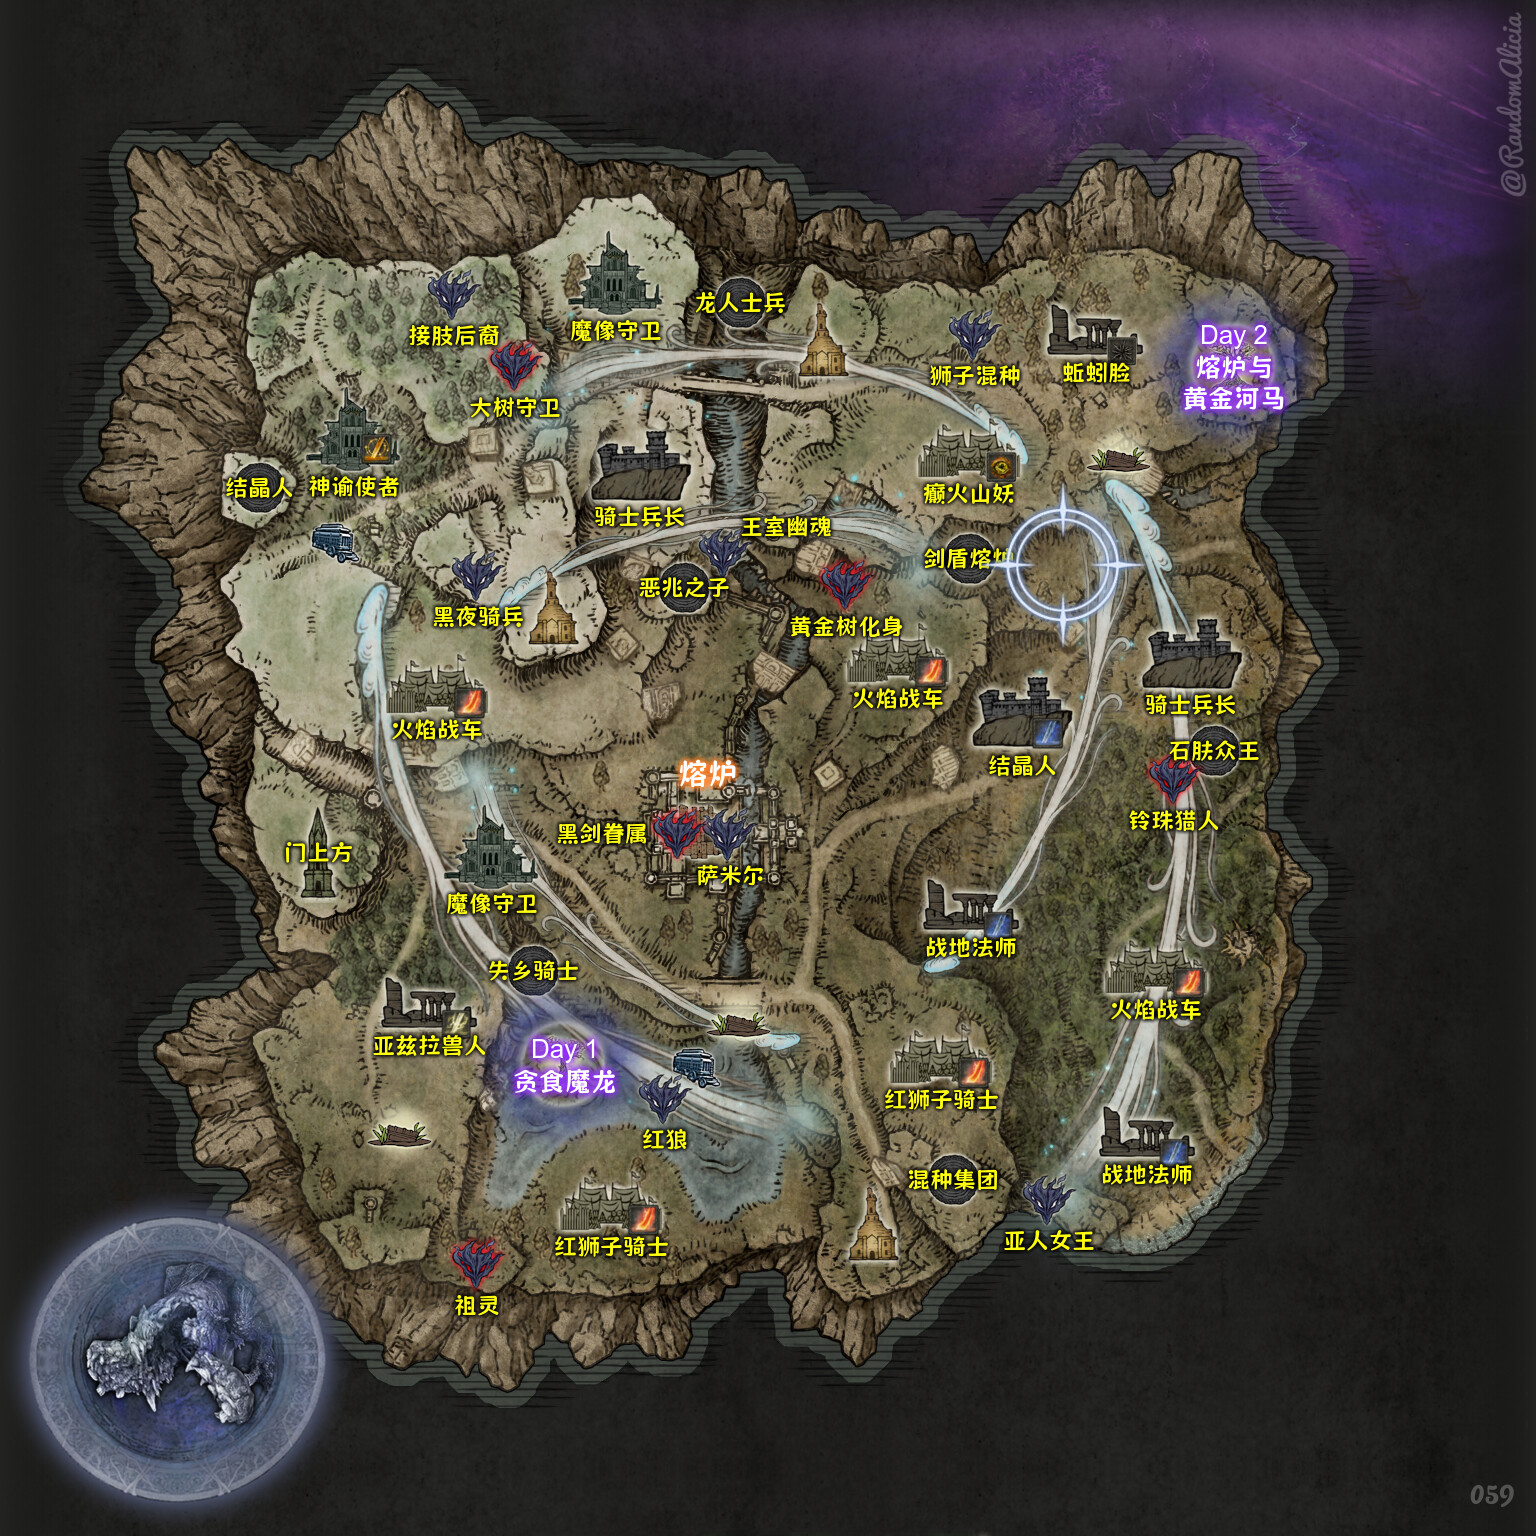 @RandomAlicia
接肢后裔
魔像守卫
龙人士兵
大树守卫
狮子混种
蚯蚓脸
Day 2
熔炉与
黄金河马
结晶人
神谕使者
骑士兵长
王室幽魂
癫火山妖
剑盾熔炉
恶兆之子
黑夜骑兵
黄金树化身
火焰战车
火焰战车
结晶人
骑士兵长
石肤众王
铃珠猎人
熔炉
黑剑眷属
萨米尔
门上方
魔像守卫
战地法师
失乡骑士
火焰战车
亚兹拉兽人
Day 1
贪食魔龙
红狼
红狮子骑士
混种集团
战地法师
亚人女王
红狮子骑士
祖灵
059